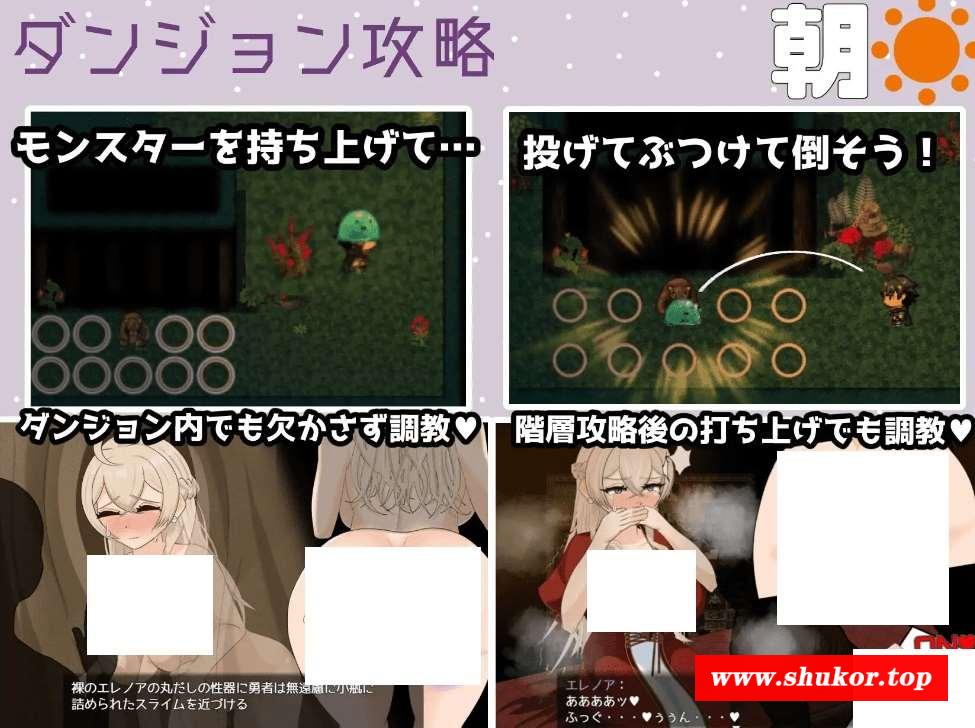 ダンジョン攻略
朝
モンスターを持ち上げて…
投げてぶつけて倒そう！
ダンジョン内でも欠かさず調教♥
階層攻略後の打ち上げでも調教♥
裸のエレノアの丸だしの性器に勇者は無遠慮に小瓶に
詰められたスライムを近づける
エレノア：
ああああッ♥
ふっぐ・・・♥ぅぅん・・・♥
www.shukor.top